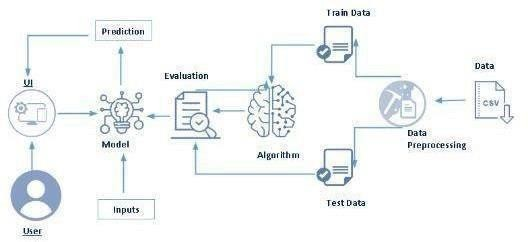 Train Data
Prediction
Evaluation
Data
UI
CSV
Model
Algorithm
Data
Preprocessing
Inputs
Test Data
User